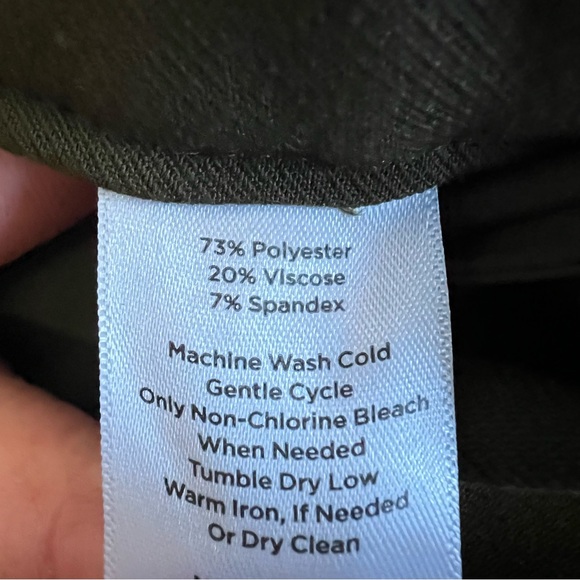 73% Polyester
20% VIscose
7% Spandex
Machine Wash Cold
Gentle Cycle
Only Non-Chlorine Bleach
When Needed
Tumble Dry Low
Warm Iron, If Needed
Or Dry Clean